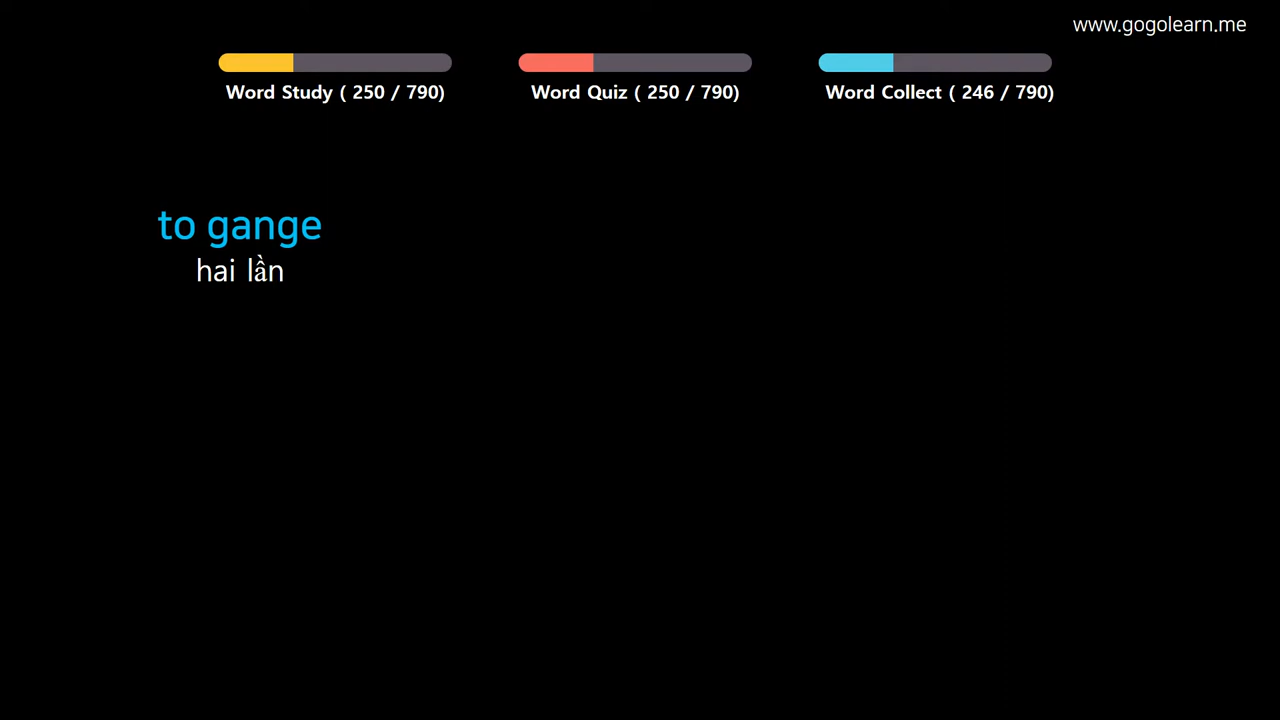 www.gogolearn.me
Word Study ( 250 / 790)
Word Quiz ( 250 / 790)
Word Collect ( 246 / 790)
to gange
hai lần